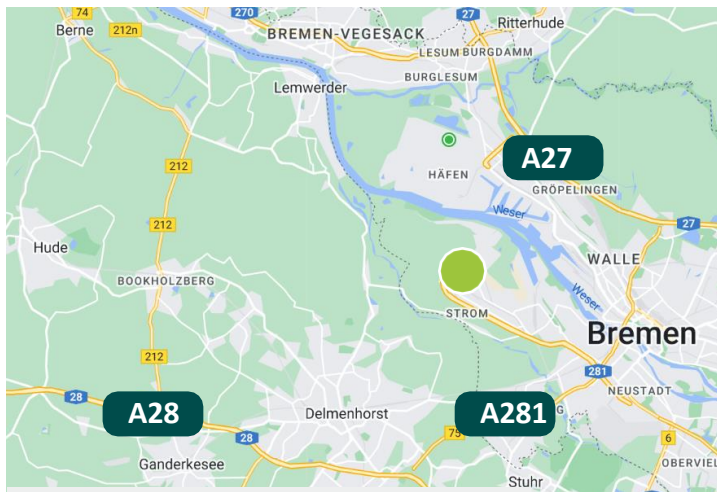 74
Berne
212n
270
BREMEN-VEGESACK
27
Ritterhude
LESUM
BURGDAMM
BURGLESUM
Lemwerder
212
HÄFEN
A27
GRÖPELINGEN
Weser
212
27
Hude
WALLE
BOOKHOLZBERG
Weser
STROM
Bremen
212
281
NEUSTADT
28
A28
Delmenhorst
A281
G
28
75
6
Ganderkesee
OBERVIEL
Stuhr